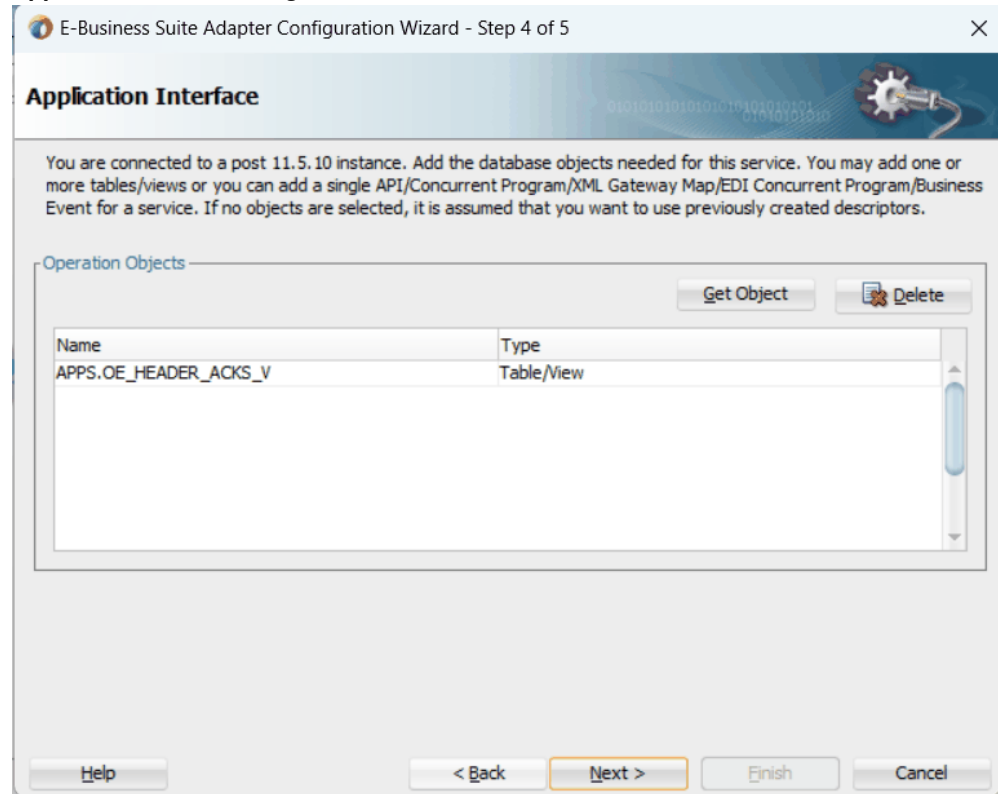 E-Business Suite Adapter Configuration Wizard - Step 4 of 5
Application Interface
You are connected to a post 11.5.10 instance. Add the database objects needed for this service. You may add one or
more tables/views or you can add a single API/Concurrent Program/XML Gateway Map/EDI Concurrent Program/Business
Event for a service. If no objects are selected, it is assumed that you want to use previously created descriptors.
Operation Objects
Get Object Delete
Name Type
APPS.OE_HEADER_ACKS_V Table/View
Help < Back Next > Finish Cancel